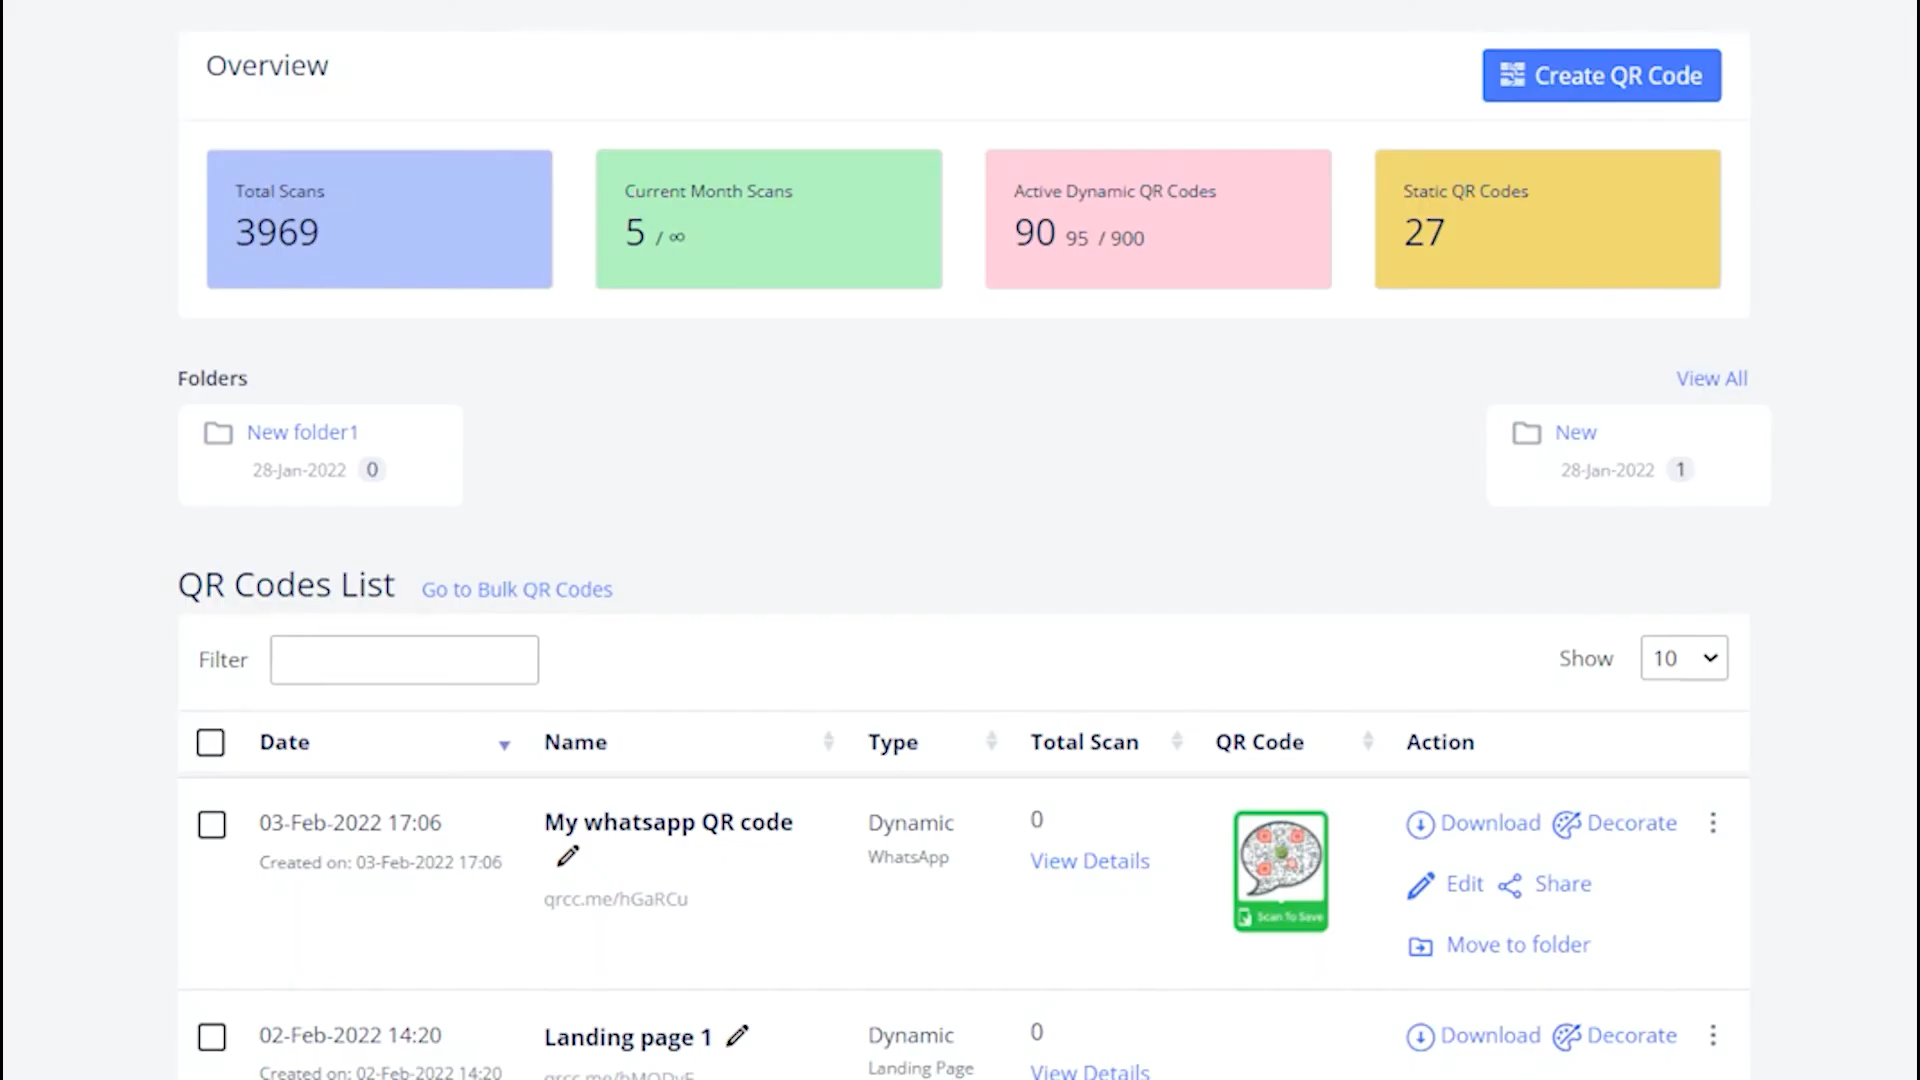 Overview
Create QR Code
Total Scans
3969
Current Month Scans
5 / ∞
Active Dynamic QR Codes
90 95 / 900
Static QR Codes
27
Folders
View All
New folder1
28-Jan-2022 0
New
28-Jan-2022 1
QR Codes List Go to Bulk QR Codes
Filter
Show 10
Date Name Type Total Scan QR Code Action
03-Feb-2022 17:06
Created on: 03-Feb-2022 17:06
My whatsapp QR code
qrcc.me/hGaRCu
Dynamic
WhatsApp
0
View Details
Scan To Save
Download Decorate
Edit Share
Move to folder
02-Feb-2022 14:20
Created on: 02-Feb-2022 14:20
Landing page 1
Dynamic
Landing Page
0
View Details
Download Decorate